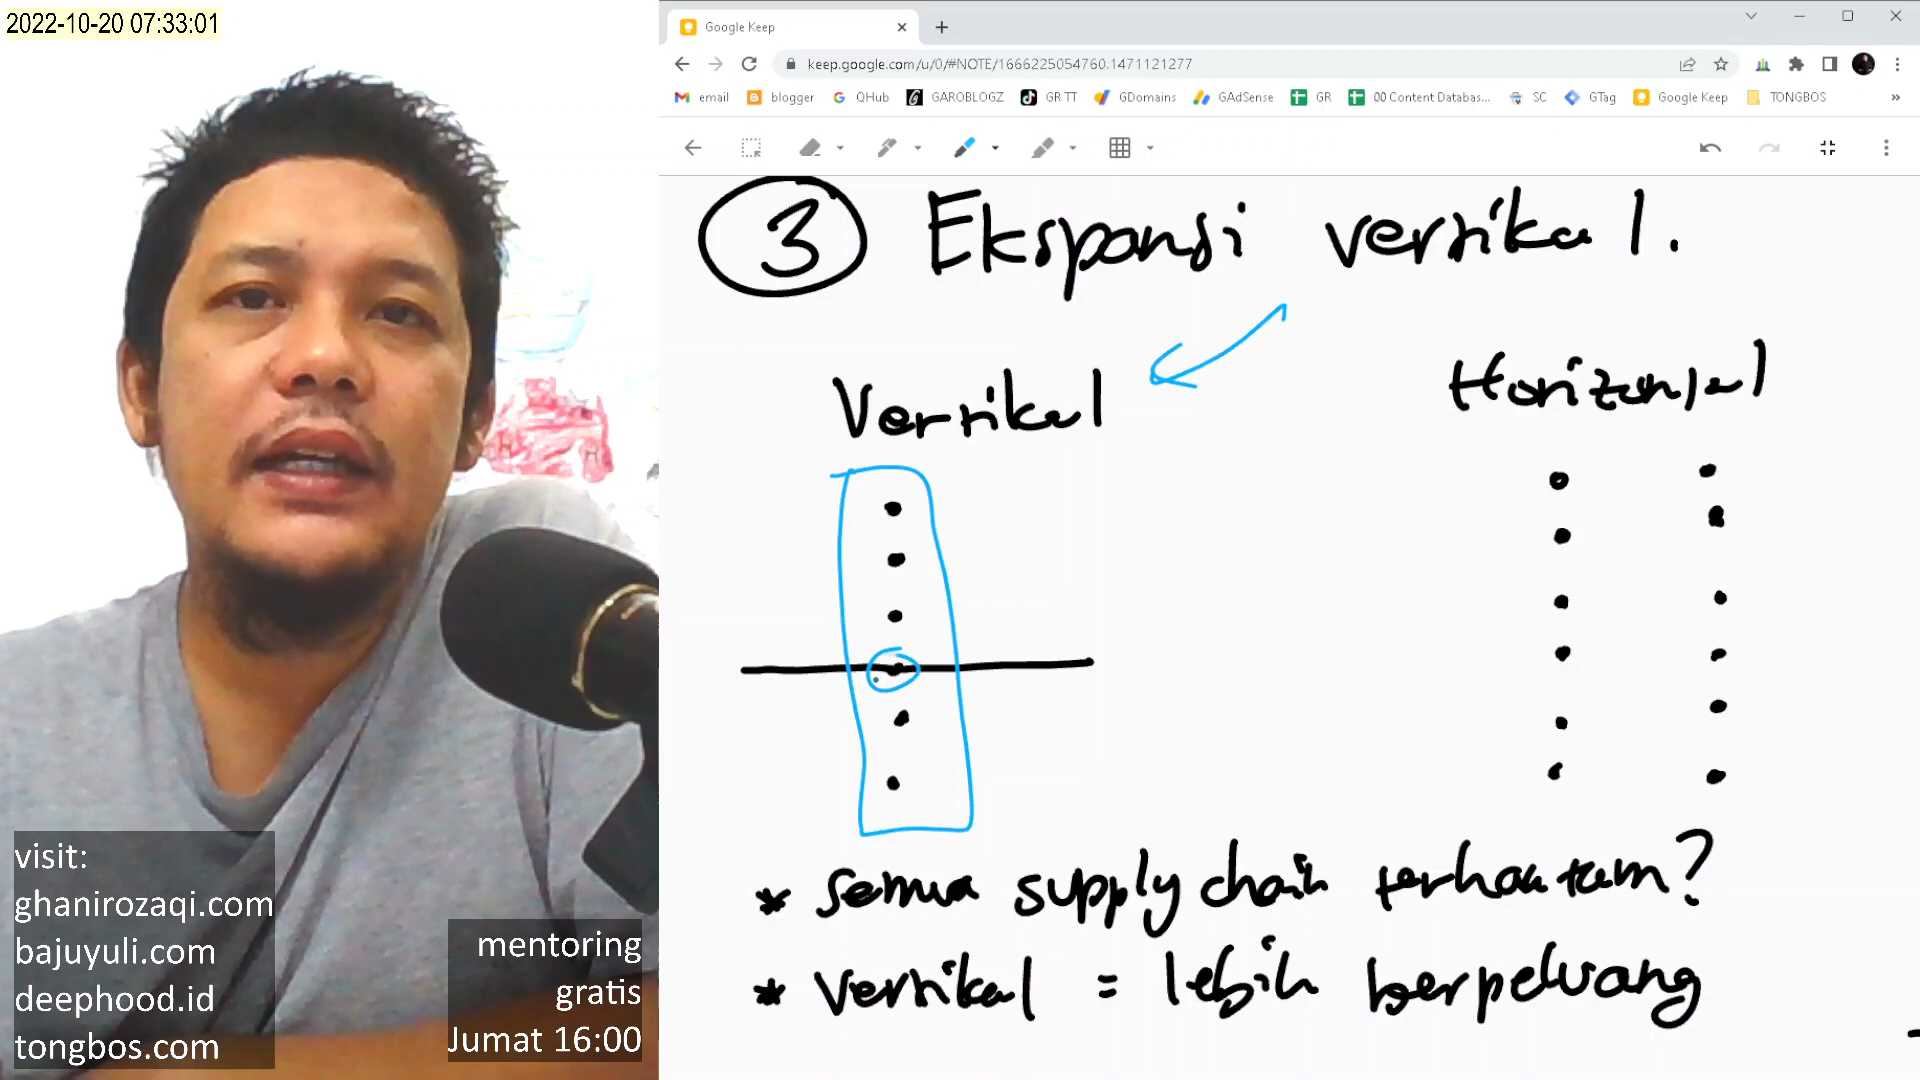 2022-10-20 07:33:01
Google Keep
keep.google.com/u/0/#NOTE/1666225054760.1471121277
email blogger QHub GAROBLOGZ GR TT GDomains GAdSense GR 00 Content Databas... SC GTag Google Keep TONGBOS »
3 Ekspansi vertikal.
Vertikal Horizontal
* semua supply chain terhantam?
* vertikal = lebih berpeluang
visit:
ghanirozaqi.com
bajuyuli.com
deephood.id
tongbos.com
mentoring
gratis
Jumat 16:00